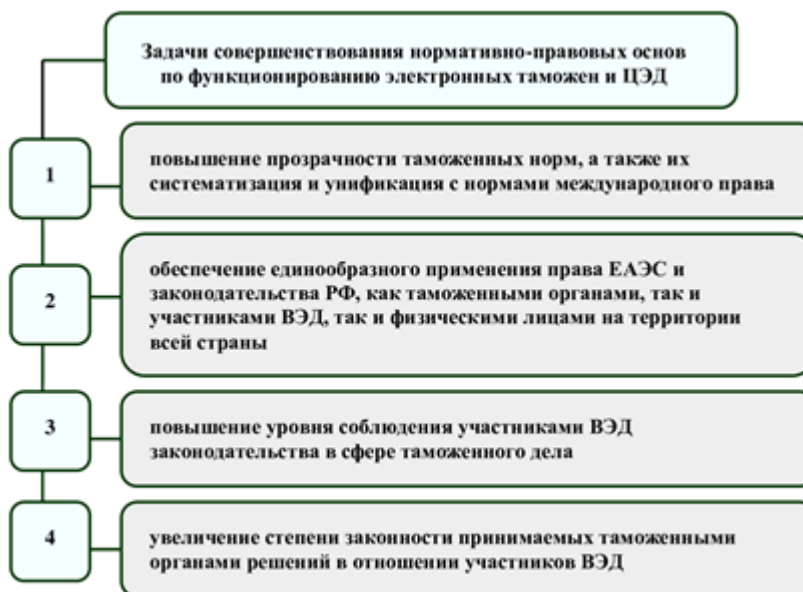 Задачи совершенствования нормативно-правовых основ
по функционированию электронных таможен и ЦЭД
1
повышение прозрачности таможенных норм, а также их
систематизация и унификация с нормами международного права
2
обеспечение единообразного применения права ЕАЭС и
законодательства РФ, как таможенными органами, так и
участниками ВЭД, так и физическими лицами на территории
всей страны
3
повышение уровня соблюдения участниками ВЭД
законодательства в сфере таможенного дела
4
увеличение степени законности принимаемых таможенными
органами решений в отношении участников ВЭД